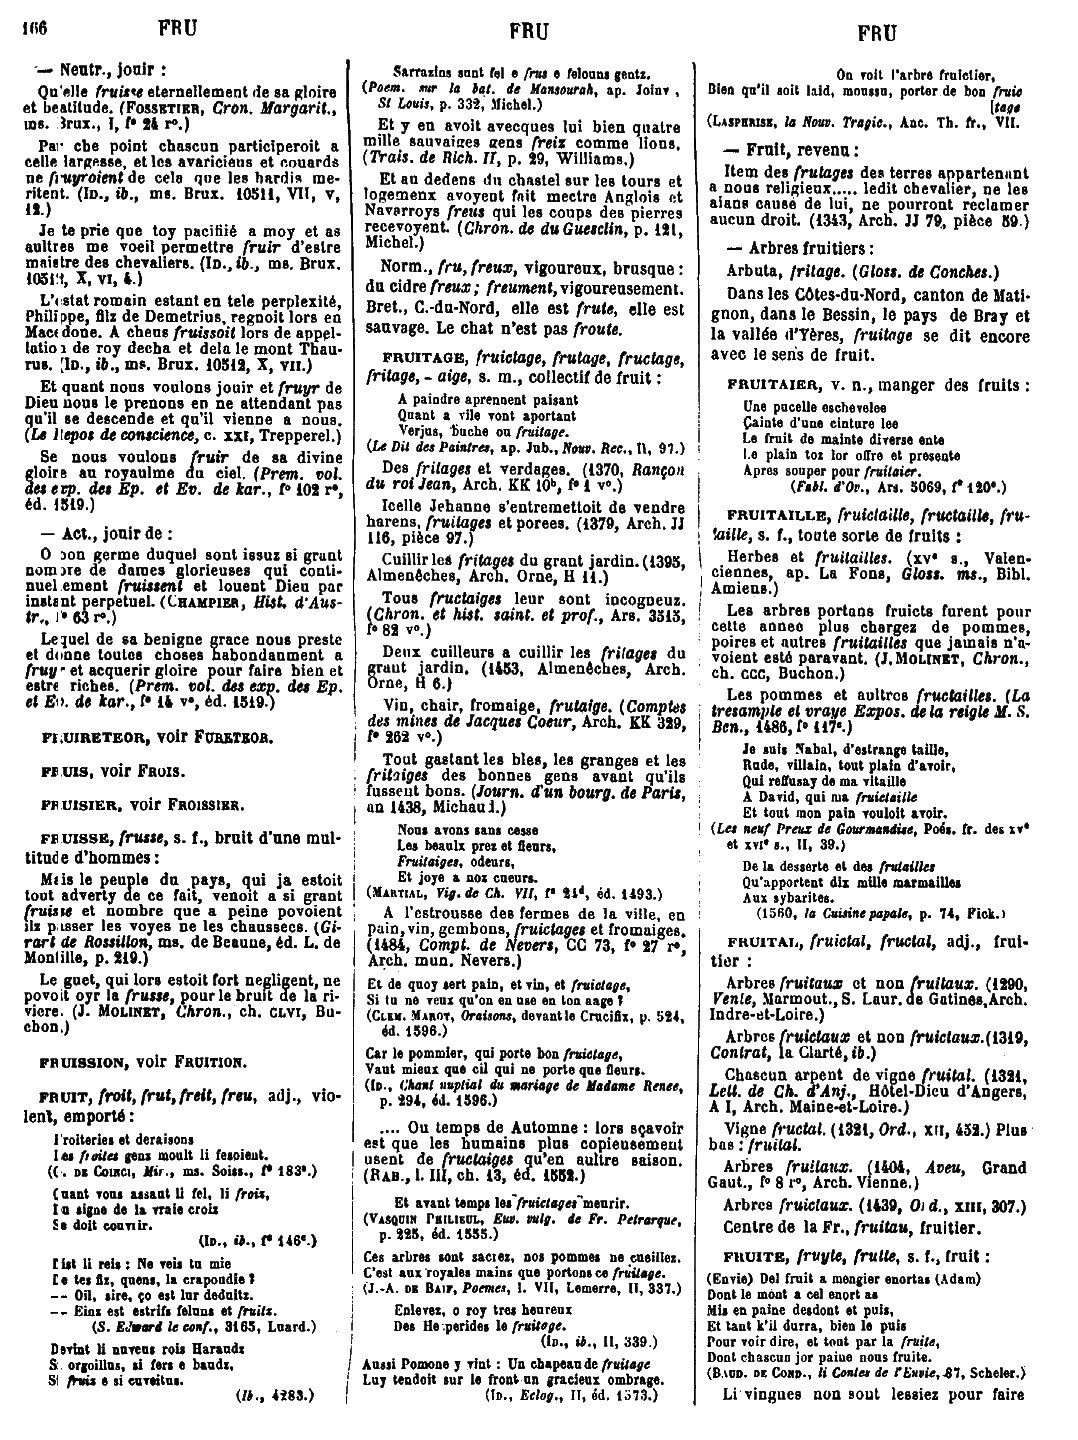 166 FRU FRU FRU
— Neutr., jouir :
Qu'elle fruisse eternellement de sa gloire
et beatitude. (FOSSETIER, Cron. Margarit.,
ms. Brux., I, f° 24 r°.)
Par che point chascun participeroit a
celle largesse, et les avaricieus et couards
ne fruyroient de cele que les hardis me-
ritent. (ID., ib., ms. Brux. 10511, VII, v,
12.)
Je te prie que toy pacifiié a moy et as
aultres me voeil permettre fruir d'estre
maistre des chevaliers. (ID., ib., ms. Brux.
10512, X, VI, 4.)
L'estat romain estant en tele perplexité,
Philippe, filz de Demetrius, regnoit lors en
Macedone. A cheus fruissoit lors de appel-
lation de roy decha et dela le mont Thau-
rus. (ID., ib., ms. Brux. 10512, X, VII.)
Et quant nous voulons jouir et fruyr de
Dieu nous le prenons en ne attendant pas
qu'il se descende et qu'il vienne a nous.
(Le Repos de conscience, c. XXI, Trepperel.)
Se nous voulons fruir de sa divine
gloire au royaulme du ciel. (Prem. vol.
des exp. des Ep. et Ev. de kar., f° 102 r°,
éd. 1519.)
— Act., jouir de :
O bon germe duquel sont issuz si grant
nombre de dames glorieuses qui conti-
nuelement fruissent et louent Dieu par
instant perpetuel. (CHAMPIER, Hist. d'Aus-
tr., f° 63 r°.)
Lequel de sa benigne grace nous preste
et donne toutes choses habondanment a
fruyr et acquerir gloire pour faire bien et
estre riches. (Prem. vol. des exp. des Ep.
et Ev. de kar., f° 14 v°, éd. 1519.)
FRUIRETEOR, voir FURETEOR.
FRUIS, voir FROIS.
FRUISIER, voir FROISSIER.
FRUISSE, frusse, s. f., bruit d'une mul-
titude d'hommes :
Mais le peuple du pays, qui ja estoit
tout adverty de ce fait, venoit a si grant
fruisse et nombre que a peine povoient
ilz passer les voyes ne les chaussees. (Gi-
rart de Rossillon, ms. de Beaune, éd. L. de
Montille, p. 219.)
Le guet, qui lors estoit fort negligent, ne
povoit oyr la frusse, pour le bruit de la ri-
viere. (J. MOLINET, Chron., ch. CLVI, Bu-
chon.)
FRUISSION, voir FRUITION.
FRUIT, froit, frut, freit, freu, adj., vio-
lent, emporté :
Froiteries et deraisons
Les froites gens moult li fesoient.
(G. DE COINCI, Mir., ms. Soiss., f° 183ª.)
Quant vous assaut li fel, li frois,
Du signe de la vraie croix
Se doit couvrir.
(ID., ib., f° 146ª.)
Dist li reis : Ne veis tu mie
De tes fiz, quens, la crapoudie ?
— Oil, sire, ço est lur deduitz.
— Einz est estrifs feluns et fruitz.
(S. Edward le conf., 3165, Luard.)
Devint li nuveus rois Haraudz
Si orgoillus, si fers e baudz,
Si fruis e si cuveitus.
(Ib., 4283.)
Sarrazins sunt fel e frus e felouns gentz.
(Poem. sur la bat. de Mansourah, ap. Joinv,
St Louis, p. 332, Michel.)
Et y en avoit avecques lui bien quatre
mille sauvaiges gens freix comme lions.
(Trais. de Rich. II, p. 29, Williams.)
Et au dedens du chastel sur les tours et
logemenx avoyent fait mectre Anglois et
Navarroys freus qui les coups des pierres
recevoyent. (Chron. de du Guesclin, p. 121,
Michel.)
Norm., fru, freux, vigoureux, brusque :
du cidre freux ; freument, vigoureusement.
Bret., C.-du-Nord, elle est frute, elle est
sauvage. Le chat n'est pas froute.
FRUITAGE, fruictage, frutage, fructage,
fritage, - aige, s. m., collectif de fruit :
A paindre aprennent paisant
Quant a vile vont aportant
Verjus, buche ou fruitage.
(Le Dit des Peintres, ap. Jub., Nouv. Rec., II, 97.)
Des fritages et verdages. (1370, Rançon
du roi Jean, Arch. KK 10ᵇ, f° 1 v°.)
Icelle Jehanne s'entremettoit de vendre
harens, fruitages et porees. (1379, Arch. JJ
116, pièce 97.)
Cuillir les fritages du grant jardin. (1395,
Almenêches, Arch. Orne, H 11.)
Tous fructaiges leur sont incogneuz.
(Chron. et hist. saint. et prof., Ars. 3515,
f° 82 v°.)
Deux cuilleurs a cuillir les fritages du
grant jardin. (1453, Almenêches, Arch.
Orne, H 6.)
Vin, chair, fromaige, frutaige. (Comptes
des mines de Jacques Coeur, Arch. KK 329,
f° 262 v°.)
Tout gastant les bles, les granges et les
fritaiges des bonnes gens avant qu'ils
fussent bons. (Journ. d'un bourg. de Paris,
an 1438, Michaud.)
Nous avons sans cesse
Les beaulx prez et fleurs,
Fruitaiges, odeurs,
Et joye a noz cueurs.
(MARTIAL, Vig. de Ch. VII, f° 21ᵈ, éd. 1493.)
A l'estrousse des fermes de la ville, en
pain, vin, gembons, fruictages et fromaiges.
(1484, Compt. de Nevers, CC 73, f° 27 r°,
Arch. mun. Nevers.)
Et de quoy sert pain, et vin, et fruictage,
Si tu ne veux qu'on en use en ton aage ?
(CLEM. MAROT, Oraisons, devant le Crucifix, p. 524,
éd. 1596.)
Car le pommier, qui porte bon fruictage,
Vaut mieux que cil qui ne porte que fleurs.
(ID., Chant nuptial du mariage de Madame Renee,
p. 294, éd. 1596.)
.... Ou temps de Automne : lors sçavoir
est que les humains plus copieusement
usent de fructaiges qu'en aultre saison.
(RAB., l. III, ch. 13, éd. 1552.)
Et avant temps les fruictages meurir.
(VASQUIN PHILIEUL, Euv. vulg. de Fr. Petrarque,
p. 225, éd. 1555.)
Ces arbres sont sacrez, nos pommes ne cueillez.
C'est aux royales mains que portons ce fruitage.
(J.-A. DE BAIF, Poemes, l. VII, Lemerre, II, 337.)
Enlevez, o roy tres heureux
Des Hesperides le fruitage.
(ID., ib., II, 339.)
Aussi Pomone y vint : Un chapeau de fruitage
Luy tendoit sur le front un gracieux ombrage.
(ID., Eclog., II, éd. 1573.)
On voit l'arbre fruictier,
Bien qu'il soit laid, moussu, porter de bon fruic
[tage
(LASPHRISE, la Nouv. Tragic., Anc. Th. fr., VII.
— Fruit, revenu :
Item des frutages des terres appartenant
a nous religieux..... ledit chevalier, ne les
aians cause de lui, ne pourront réclamer
aucun droit. (1343, Arch. JJ 79, pièce 59.)
— Arbres fruitiers :
Arbuta, fritage. (Gloss. de Conches.)
Dans les Côtes-du-Nord, canton de Mati-
gnon, dans le Bessin, le pays de Bray et
la vallée d'Yères, fruitage se dit encore
avec le sens de fruit.
FRUITAIER, v. n., manger des fruits :
Une pucelle eschevelee
Çainte d'une cinture lee
Le fruit de mainte diverse ente
Le plain toz lor offre et presente
Apres souper pour fruitaier.
(Fabl. d'Ov., Ars. 5069, f° 120ª.)
FRUITAILLE, fruictaille, fructaille, fru-
taille, s. f., toute sorte de fruits :
Herbes et fruitailles. (XVᵉ s., Valen-
ciennes, ap. La Fons, Gloss. ms., Bibl.
Amiens.)
Les arbres portans fruicts furent pour
cette annee plus chargez de pommes,
poires et autres fruitailles que jamais n'a-
voient esté paravant. (J. MOLINET, Chron.,
ch. CCC, Buchon.)
Les pommes et aultres fructailles. (La
tresample et vraye Expos. de la reigle M. S.
Ben., 1486, f° 117ª.)
Je suis Nabal, d'estrange taille,
Rude, villain, tout plain d'avoir,
Qui reffusay de ma vitaille
A David, qui ma fruictaille
Et tout mon pain vouloit avoir.
(Les neuf Preux de Gourmandise, Poés. fr. des XVᵉ
et XVIᵉ s., II, 39.)
De la desserte et des frutailles
Qu'apportent dix mille marmailles
Aux sybarites.
(1560, la Cuisine papale, p. 74, Fick.)
FRUITAL, fruictal, fructal, adj., frui-
tier :
Arbres fruitaux et non fruitaux. (1290,
Vente, Marmout., S. Laur. de Gatines, Arch.
Indre-et-Loire.)
Arbres fruictaux et non fruictaux. (1319,
Contrat, la Clarté, ib.)
Chascun arpent de vigne fruital. (1321,
Lett. de Ch. d'Anj., Hôtel-Dieu d'Angers,
A I, Arch. Maine-et-Loire.)
Vigne fructal. (1321, Ord., XII, 452.) Plus
bas : fruital.
Arbres fruitaux. (1404, Aveu, Grand
Gaut., f° 8 r°, Arch. Vienne.)
Arbres fruictaux. (1439, Ord., XIII, 307.)
Centre de la Fr., fruitau, fruitier.
FRUITE, fruyte, frutte, s. f., fruit :
(Envie) Del fruit a mengier enortas (Adam)
Dont le mont a cel enort as
Mis en paine desdont et puis,
Et tant k'il durra, bien le puis
Pour voir dire, et tout par la fruite,
Dont chascun jor paine nous fruite.
(BAUD. DE COND., li Contes de l'Envie, 87, Scheler.)
Li vingues non sont lessiez pour faire